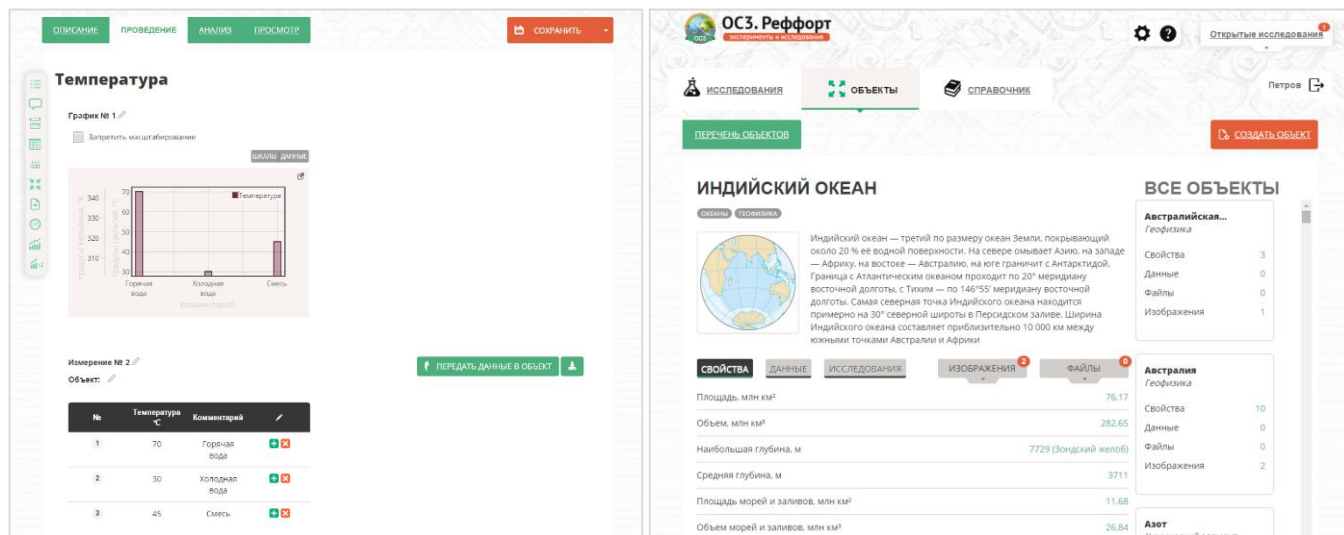 ОПИСАНИЕ ПРОВЕДЕНИЕ АНАЛИЗ ПРОСМОТР СОХРАНИТЬ
Температура
График № 1
Запретить масштабирование
ШКАЛЫ ДАННЫЕ
Температура
340
330
320
310
70
60
50
40
30
Горячая вода
Холодная вода
Смесь
Комментарий
Измерение № 2
Объект:
ПЕРЕДАТЬ ДАННЫЕ В ОБЪЕКТ
№ Температура °C Комментарий
1 70 Горячая вода
2 30 Холодная вода
3 45 Смесь
ОС3. Реффорт
эксперименты и исследования
ОС3
Открытые исследования 1
ИССЛЕДОВАНИЯ ОБЪЕКТЫ СПРАВОЧНИК
Петров
ПЕРЕЧЕНЬ ОБЪЕКТОВ
СОЗДАТЬ ОБЪЕКТ
ИНДИЙСКИЙ ОКЕАН
ОКЕАНЫ ГЕОФИЗИКА
Индийский океан — третий по размеру океан Земли, покрывающий
около 20 % её водной поверхности. На севере омывает Азию, на западе
— Африку, на востоке — Австралию, на юге граничит с Антарктидой.
Граница с Атлантическим океаном проходит по 20° меридиану
восточной долготы, с Тихим — по 146°55’ меридиану восточной
долготы. Самая северная точка Индийского океана находится
примерно на 30° северной широты в Персидском заливе. Ширина
Индийского океана составляет приблизительно 10 000 км между
южными точками Австралии и Африки
СВОЙСТВА ДАННЫЕ ИССЛЕДОВАНИЯ ИЗОБРАЖЕНИЯ 2 ФАЙЛЫ 0
Площадь, млн км² 76,17
Объем, млн км³ 282,65
Наибольшая глубина, м 7729 (Зондский желоб)
Средняя глубина, м 3711
Площадь морей и заливов, млн км² 11,68
Объем морей и заливов, млн км³ 26,84
ВСЕ ОБЪЕКТЫ
Австралийская...
Геофизика
Свойства 3
Данные 0
Файлы 0
Изображения 1
Австралия
Геофизика
Свойства 10
Данные 0
Файлы 0
Изображения 2
Азот